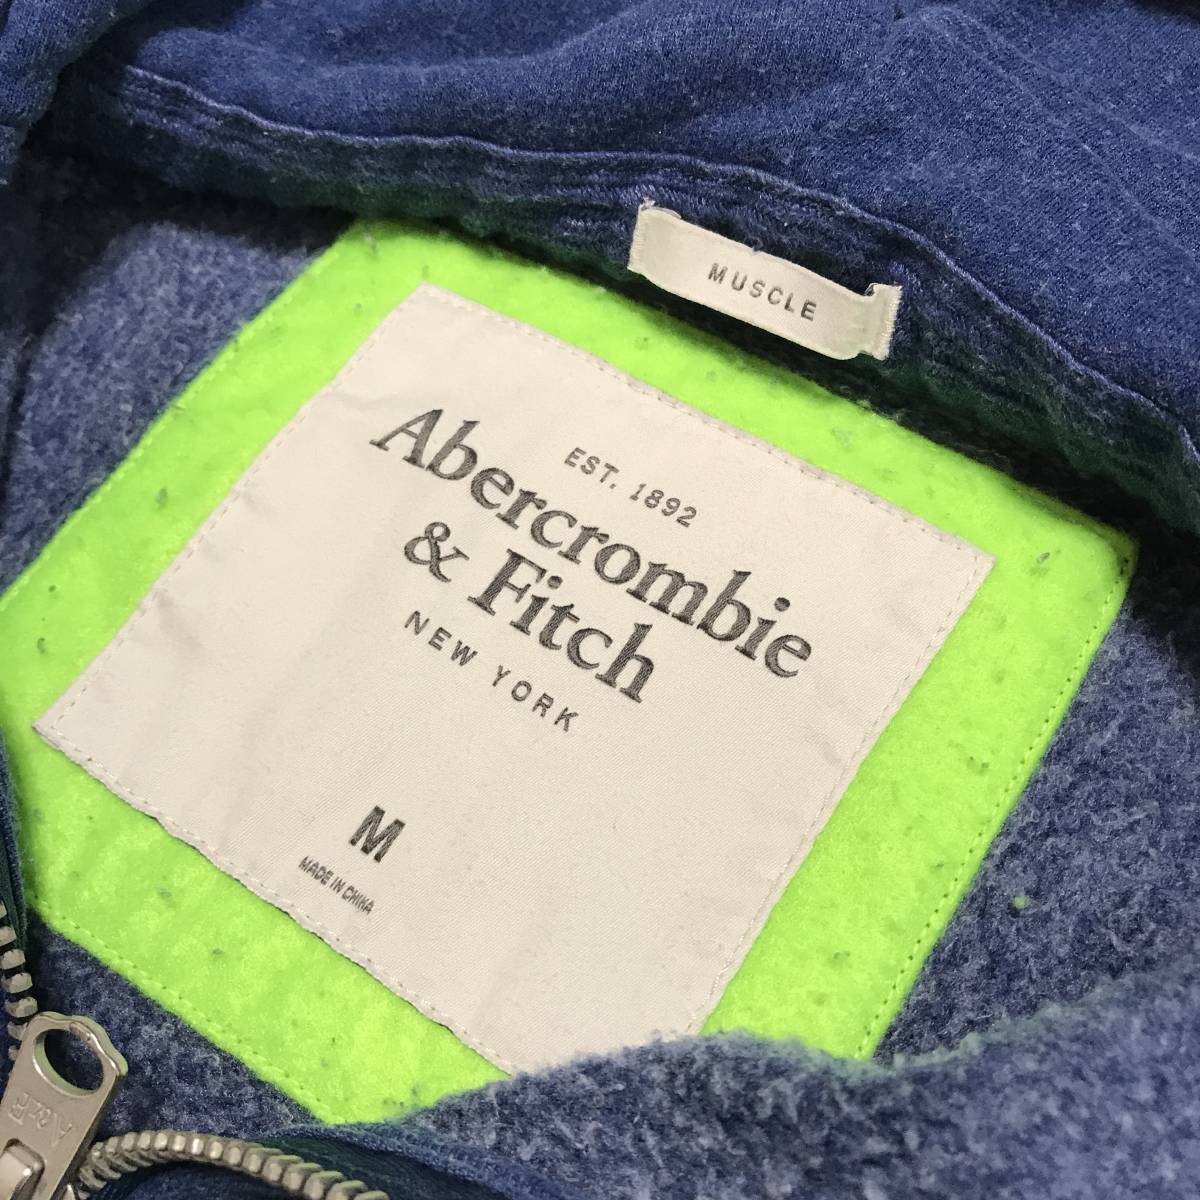 MUSCLE
EST. 1892
Abercrombie
& Fitch
NEW YORK
M
MADE IN CHINA
A&F